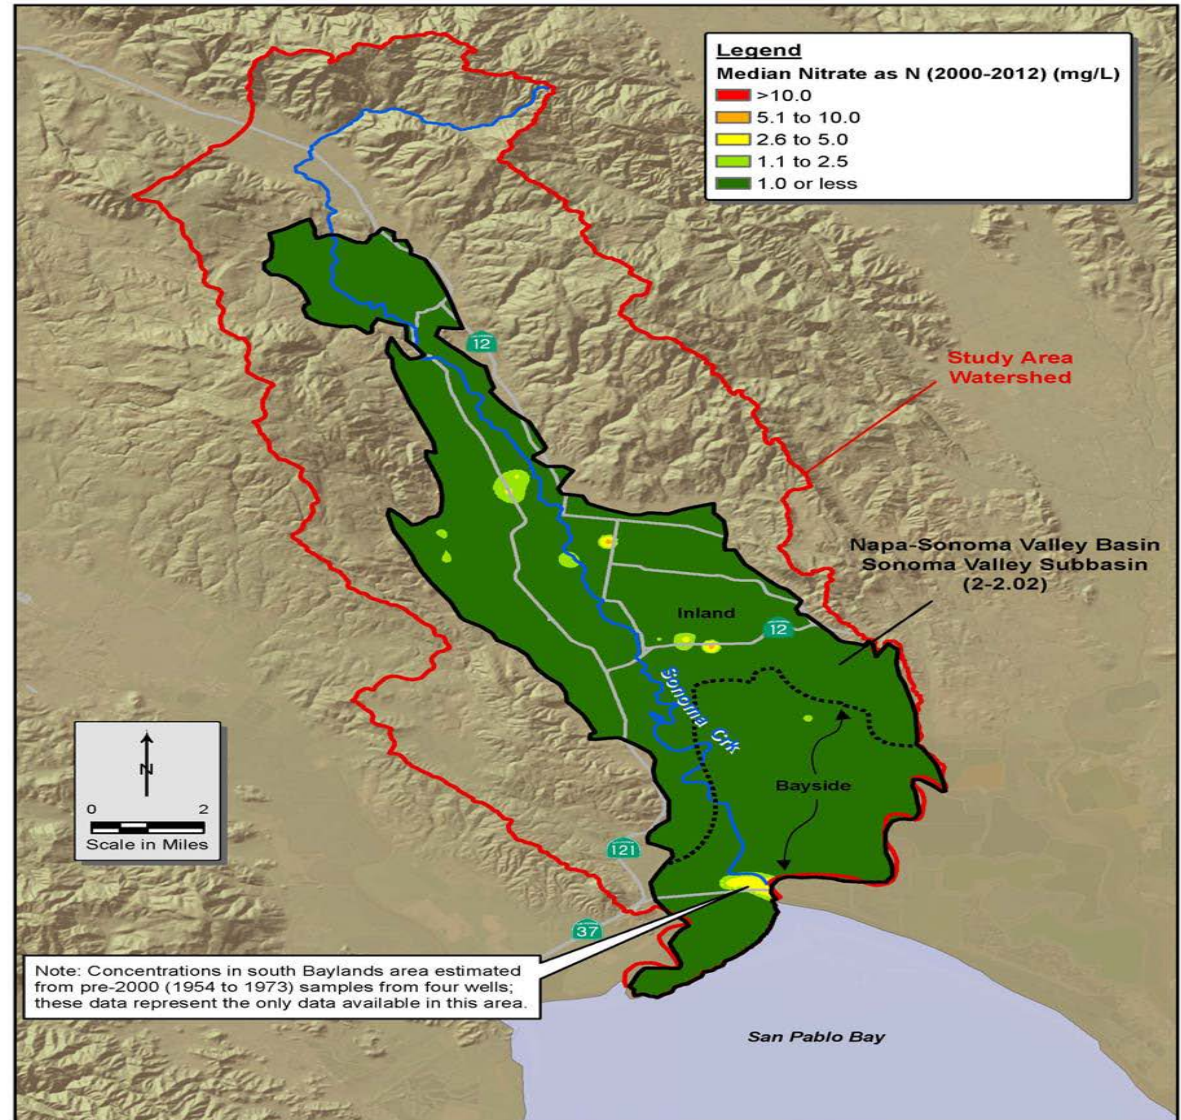 Legend
Median Nitrate as N (2000-2012) (mg/L)
>10.0
5.1 to 10.0
2.6 to 5.0
1.1 to 2.5
1.0 or less
12
Study Area
Watershed
Napa-Sonoma Valley Basin
Sonoma Valley Subbasin
(2-2.02)
Inland
12
Sonoma Crk
N
0 2
Scale in Miles
Bayside
121
37
Note: Concentrations in south Baylands area estimated
from pre-2000 (1954 to 1973) samples from four wells;
these data represent the only data available in this area.
San Pablo Bay